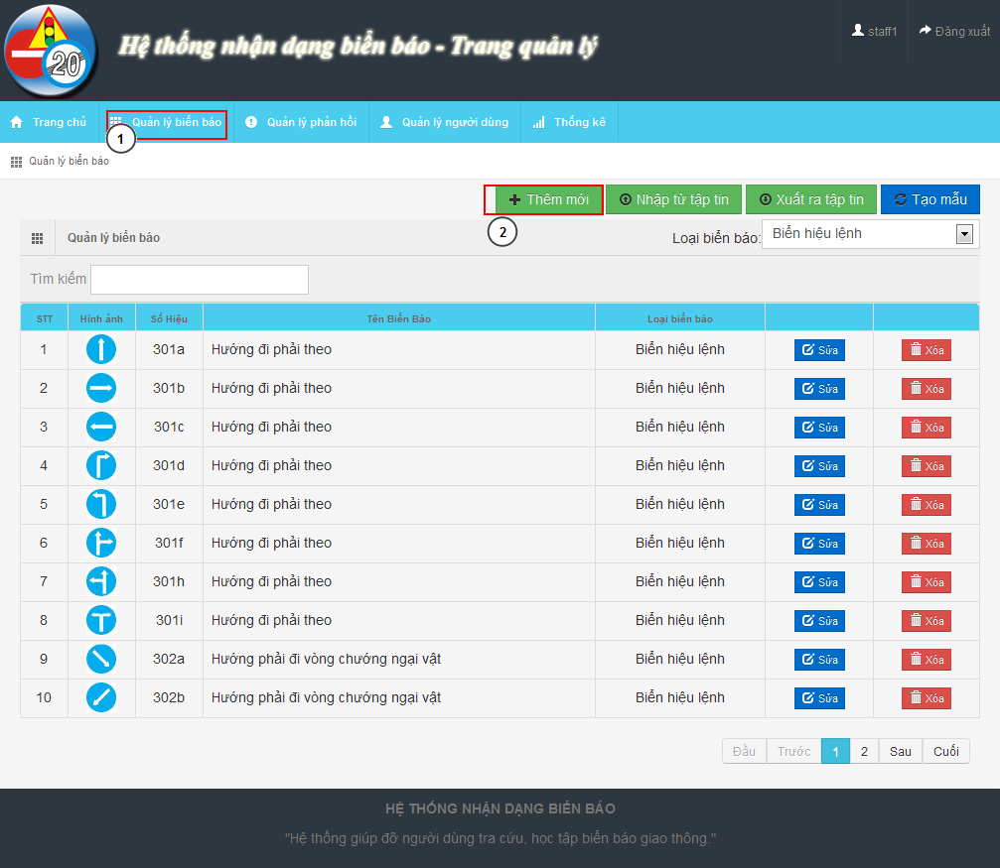 20
Hệ thống nhận dạng biển báo - Trang quản lý
staff1
Đăng xuất
Trang chủ
Quản lý biển báo
Quản lý phản hồi
Quản lý người dùng
Thống kê
1
Quản lý biển báo
Thêm mới
Nhập từ tập tin
Xuất ra tập tin
Tạo mẫu
2
Quản lý biển báo
Loại biển báo: Biển hiệu lệnh
Tìm kiếm
STT Hình ảnh Số Hiệu Tên Biển Báo Loại biển báo
1 301a Hướng đi phải theo Biển hiệu lệnh Sửa Xóa
2 301b Hướng đi phải theo Biển hiệu lệnh Sửa Xóa
3 301c Hướng đi phải theo Biển hiệu lệnh Sửa Xóa
4 301d Hướng đi phải theo Biển hiệu lệnh Sửa Xóa
5 301e Hướng đi phải theo Biển hiệu lệnh Sửa Xóa
6 301f Hướng đi phải theo Biển hiệu lệnh Sửa Xóa
7 301h Hướng đi phải theo Biển hiệu lệnh Sửa Xóa
8 301i Hướng đi phải theo Biển hiệu lệnh Sửa Xóa
9 302a Hướng phải đi vòng chướng ngại vật Biển hiệu lệnh Sửa Xóa
10 302b Hướng phải đi vòng chướng ngại vật Biển hiệu lệnh Sửa Xóa
Đầu Trước 1 2 Sau Cuối
HỆ THỐNG NHẬN DẠNG BIỂN BÁO
"Hệ thống giúp đỡ người dùng tra cứu, học tập biển báo giao thông."